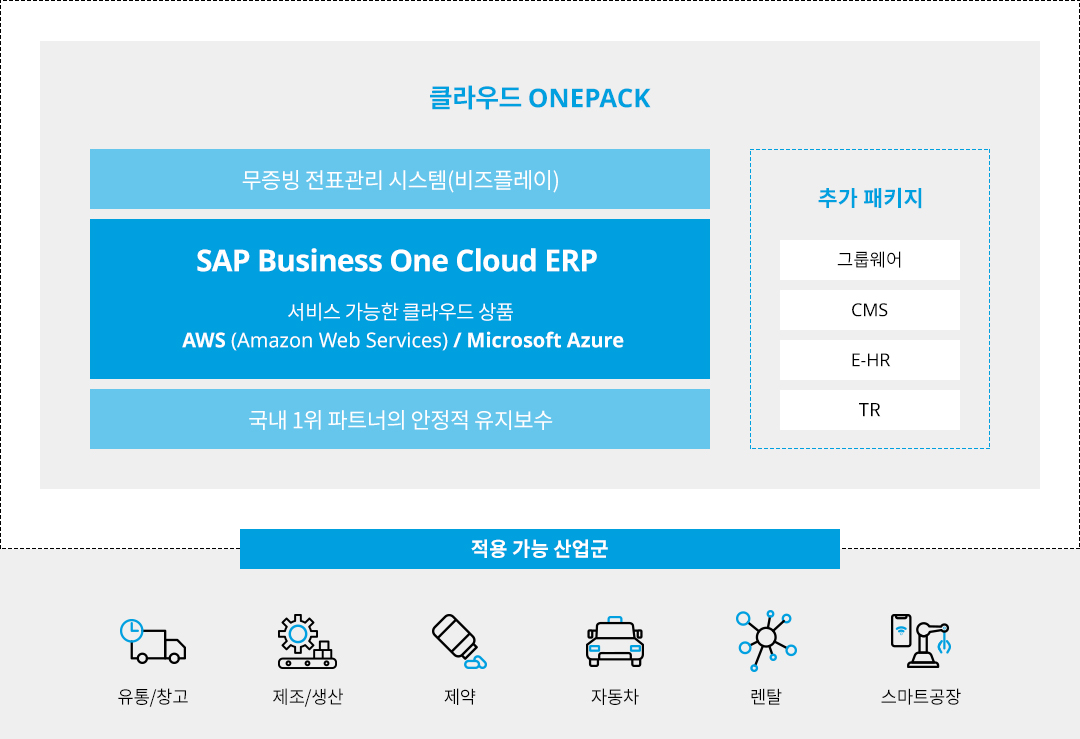 클라우드 ONEPACK
무증빙 전표관리 시스템(비즈플레이)
SAP Business One Cloud ERP
서비스 가능한 클라우드 상품
AWS (Amazon Web Services) / Microsoft Azure
국내 1위 파트너의 안정적 유지보수
추가 패키지
그룹웨어
CMS
E-HR
TR
적용 가능 산업군
유통/창고
제조/생산
제약
자동차
렌탈
스마트공장